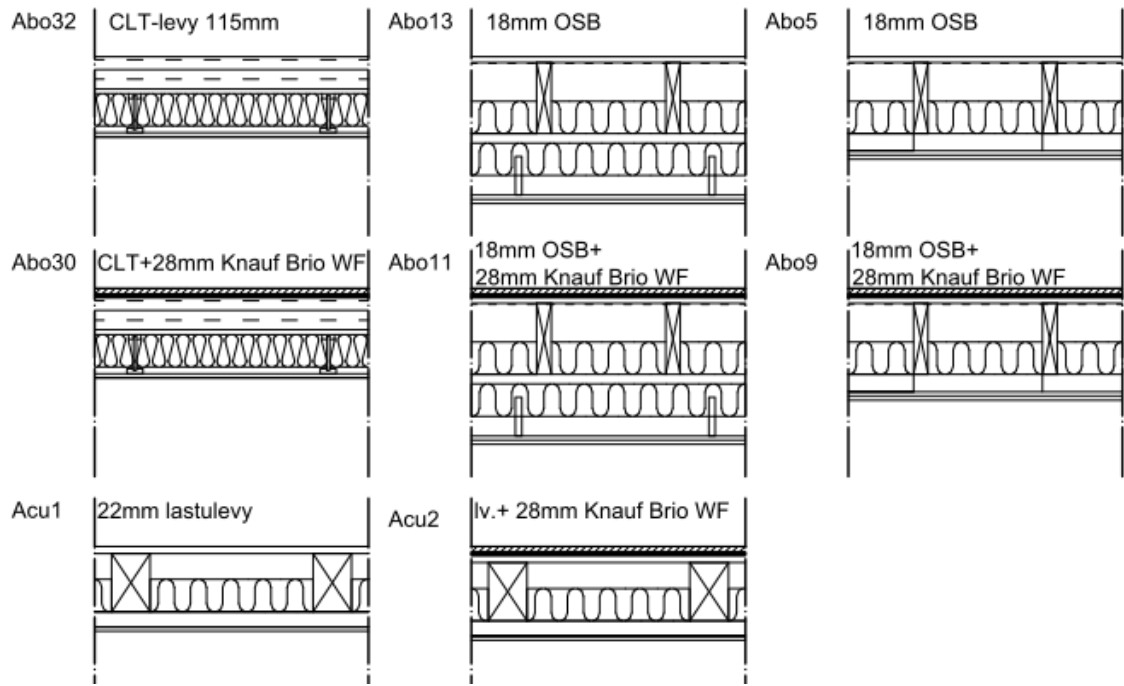 Abo32
CLT-levy 115mm
Abo13
18mm OSB
Abo5
18mm OSB
Abo30
CLT+28mm Knauf Brio WF
Abo11
18mm OSB+
28mm Knauf Brio WF
Abo9
18mm OSB+
28mm Knauf Brio WF
Acu1
22mm lastulevy
Acu2
lv.+ 28mm Knauf Brio WF